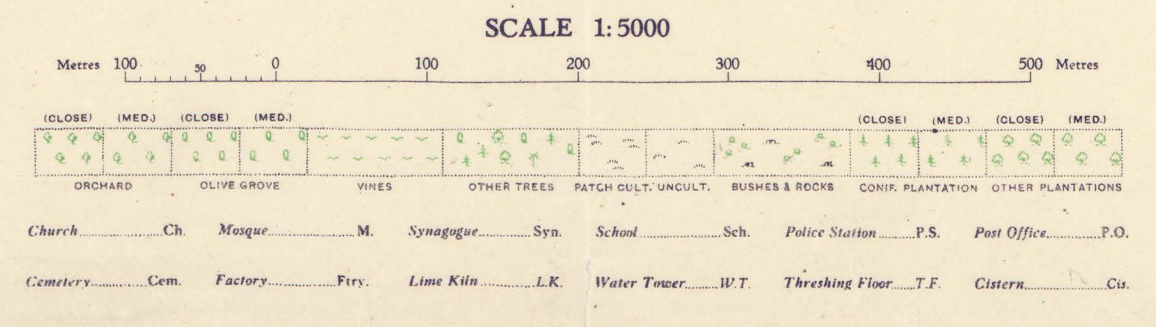 SCALE 1:5000
Metres 100 50 0 100 200 300 400 500 Metres
(CLOSE) (MED.) (CLOSE) (MED.) (CLOSE) (MED.) (CLOSE) (MED.)
ORCHARD OLIVE GROVE VINES OTHER TREES PATCH CULT. UNCULT. BUSHES & ROCKS CONIF. PLANTATION OTHER PLANTATIONS
Church..................Ch. Mosque..................M. Synagogue...........Syn. School..................Sch. Police Station........P.S. Post Office............P.O.
Cemetery............Cem. Factory..............Ftry. Lime Kiln............L.K. Water Tower.......W.T. Threshing Floor.....T.F. Cistern..................Cis.